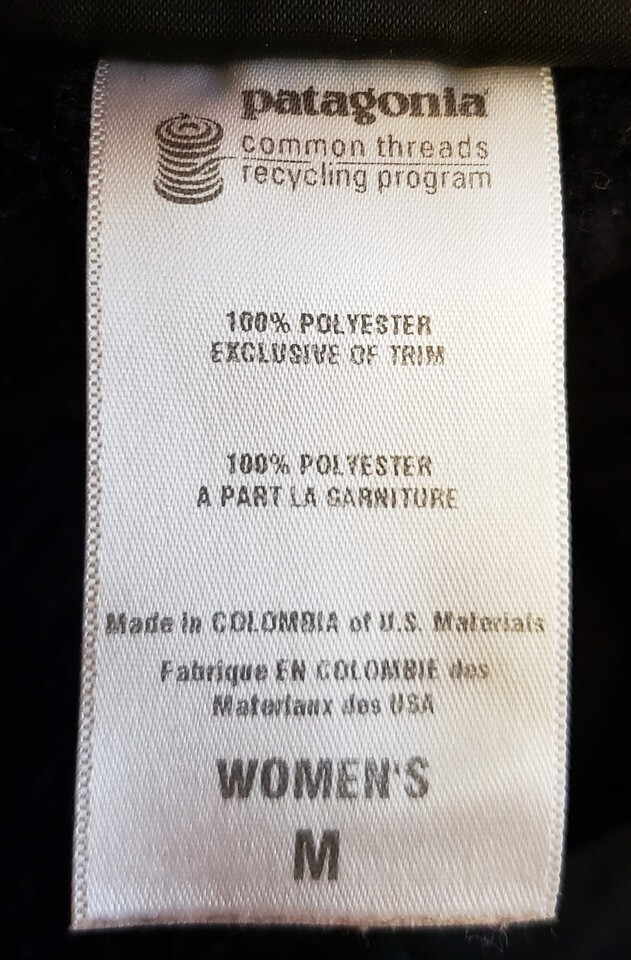 patagonia
common threads
recycling program
100% POLYESTER
EXCLUSIVE OF TRIM
100% POLYESTER
A PART LA GARNITURE
Made in COLOMBIA of U.S. Materials
Fabrique EN COLOMBIE des
Materiaux des USA
WOMEN'S
M